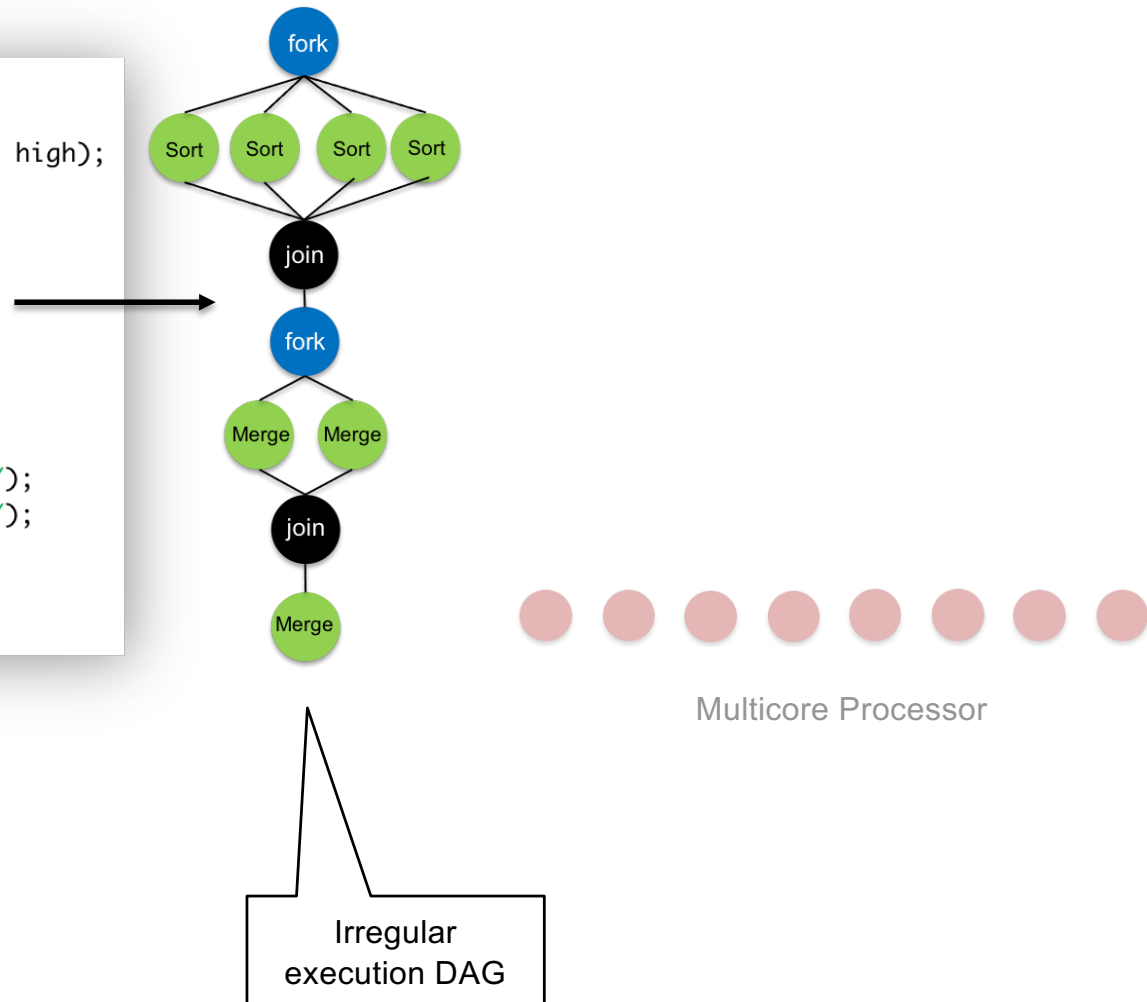 high);
");
");
fork
Sort Sort Sort Sort
join
fork
Merge Merge
join
Merge
Multicore Processor
Irregular
execution DAG